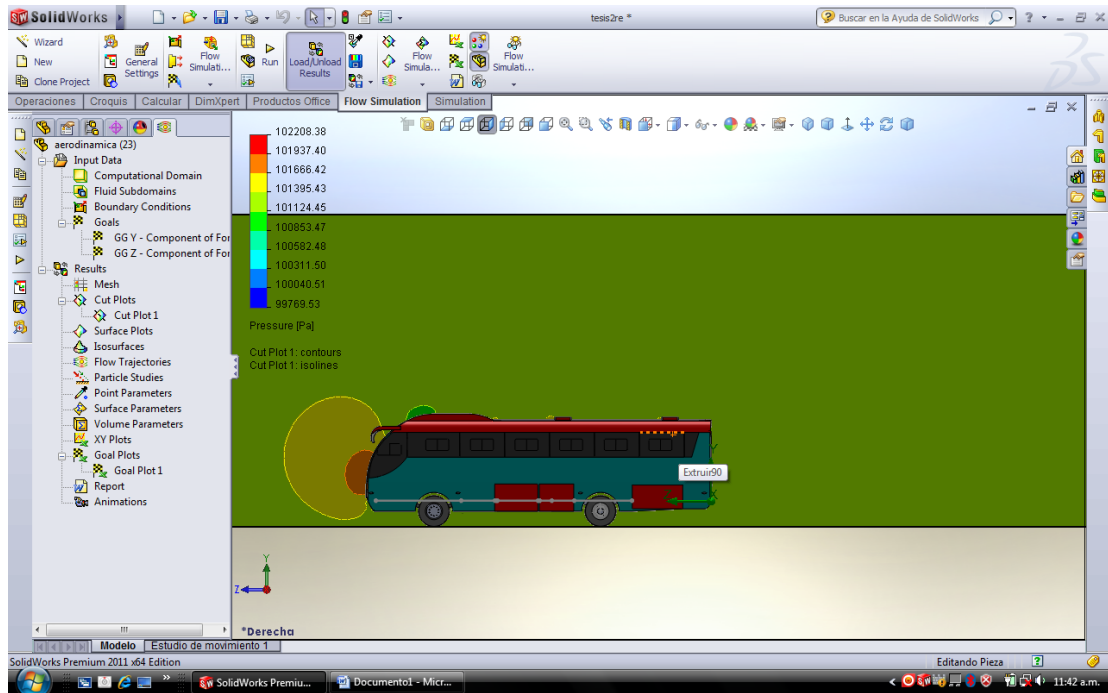 SolidWorks
tesis2re *
Buscar en la Ayuda de SolidWorks
Wizard
New
Clone Project
General Settings
Flow Simulati...
Run
Load/Unload Results
Flow Simula...
Flow Simulati...
Operaciones Croquis Calcular DimXpert Productos Office Flow Simulation Simulation
aerodinamica (23)
Input Data
Computational Domain
Fluid Subdomains
Boundary Conditions
Goals
GG Y - Component of For
GG Z - Component of For
Results
Mesh
Cut Plots
Cut Plot 1
Surface Plots
Isosurfaces
Flow Trajectories
Particle Studies
Point Parameters
Surface Parameters
Volume Parameters
XY Plots
Goal Plots
Goal Plot 1
Report
Animations
102208.38
101937.40
101666.42
101395.43
101124.45
100853.47
100582.48
100311.50
100040.51
99769.53
Pressure [Pa]
Cut Plot 1: contours
Cut Plot 1: isolines
Extruir90
Y
Z
*Derecha
Modelo Estudio de movimiento 1
SolidWorks Premium 2011 x64 Edition
Editando Pieza
SolidWorks Premiu...
Documento1 - Micr...
11:42 a.m.